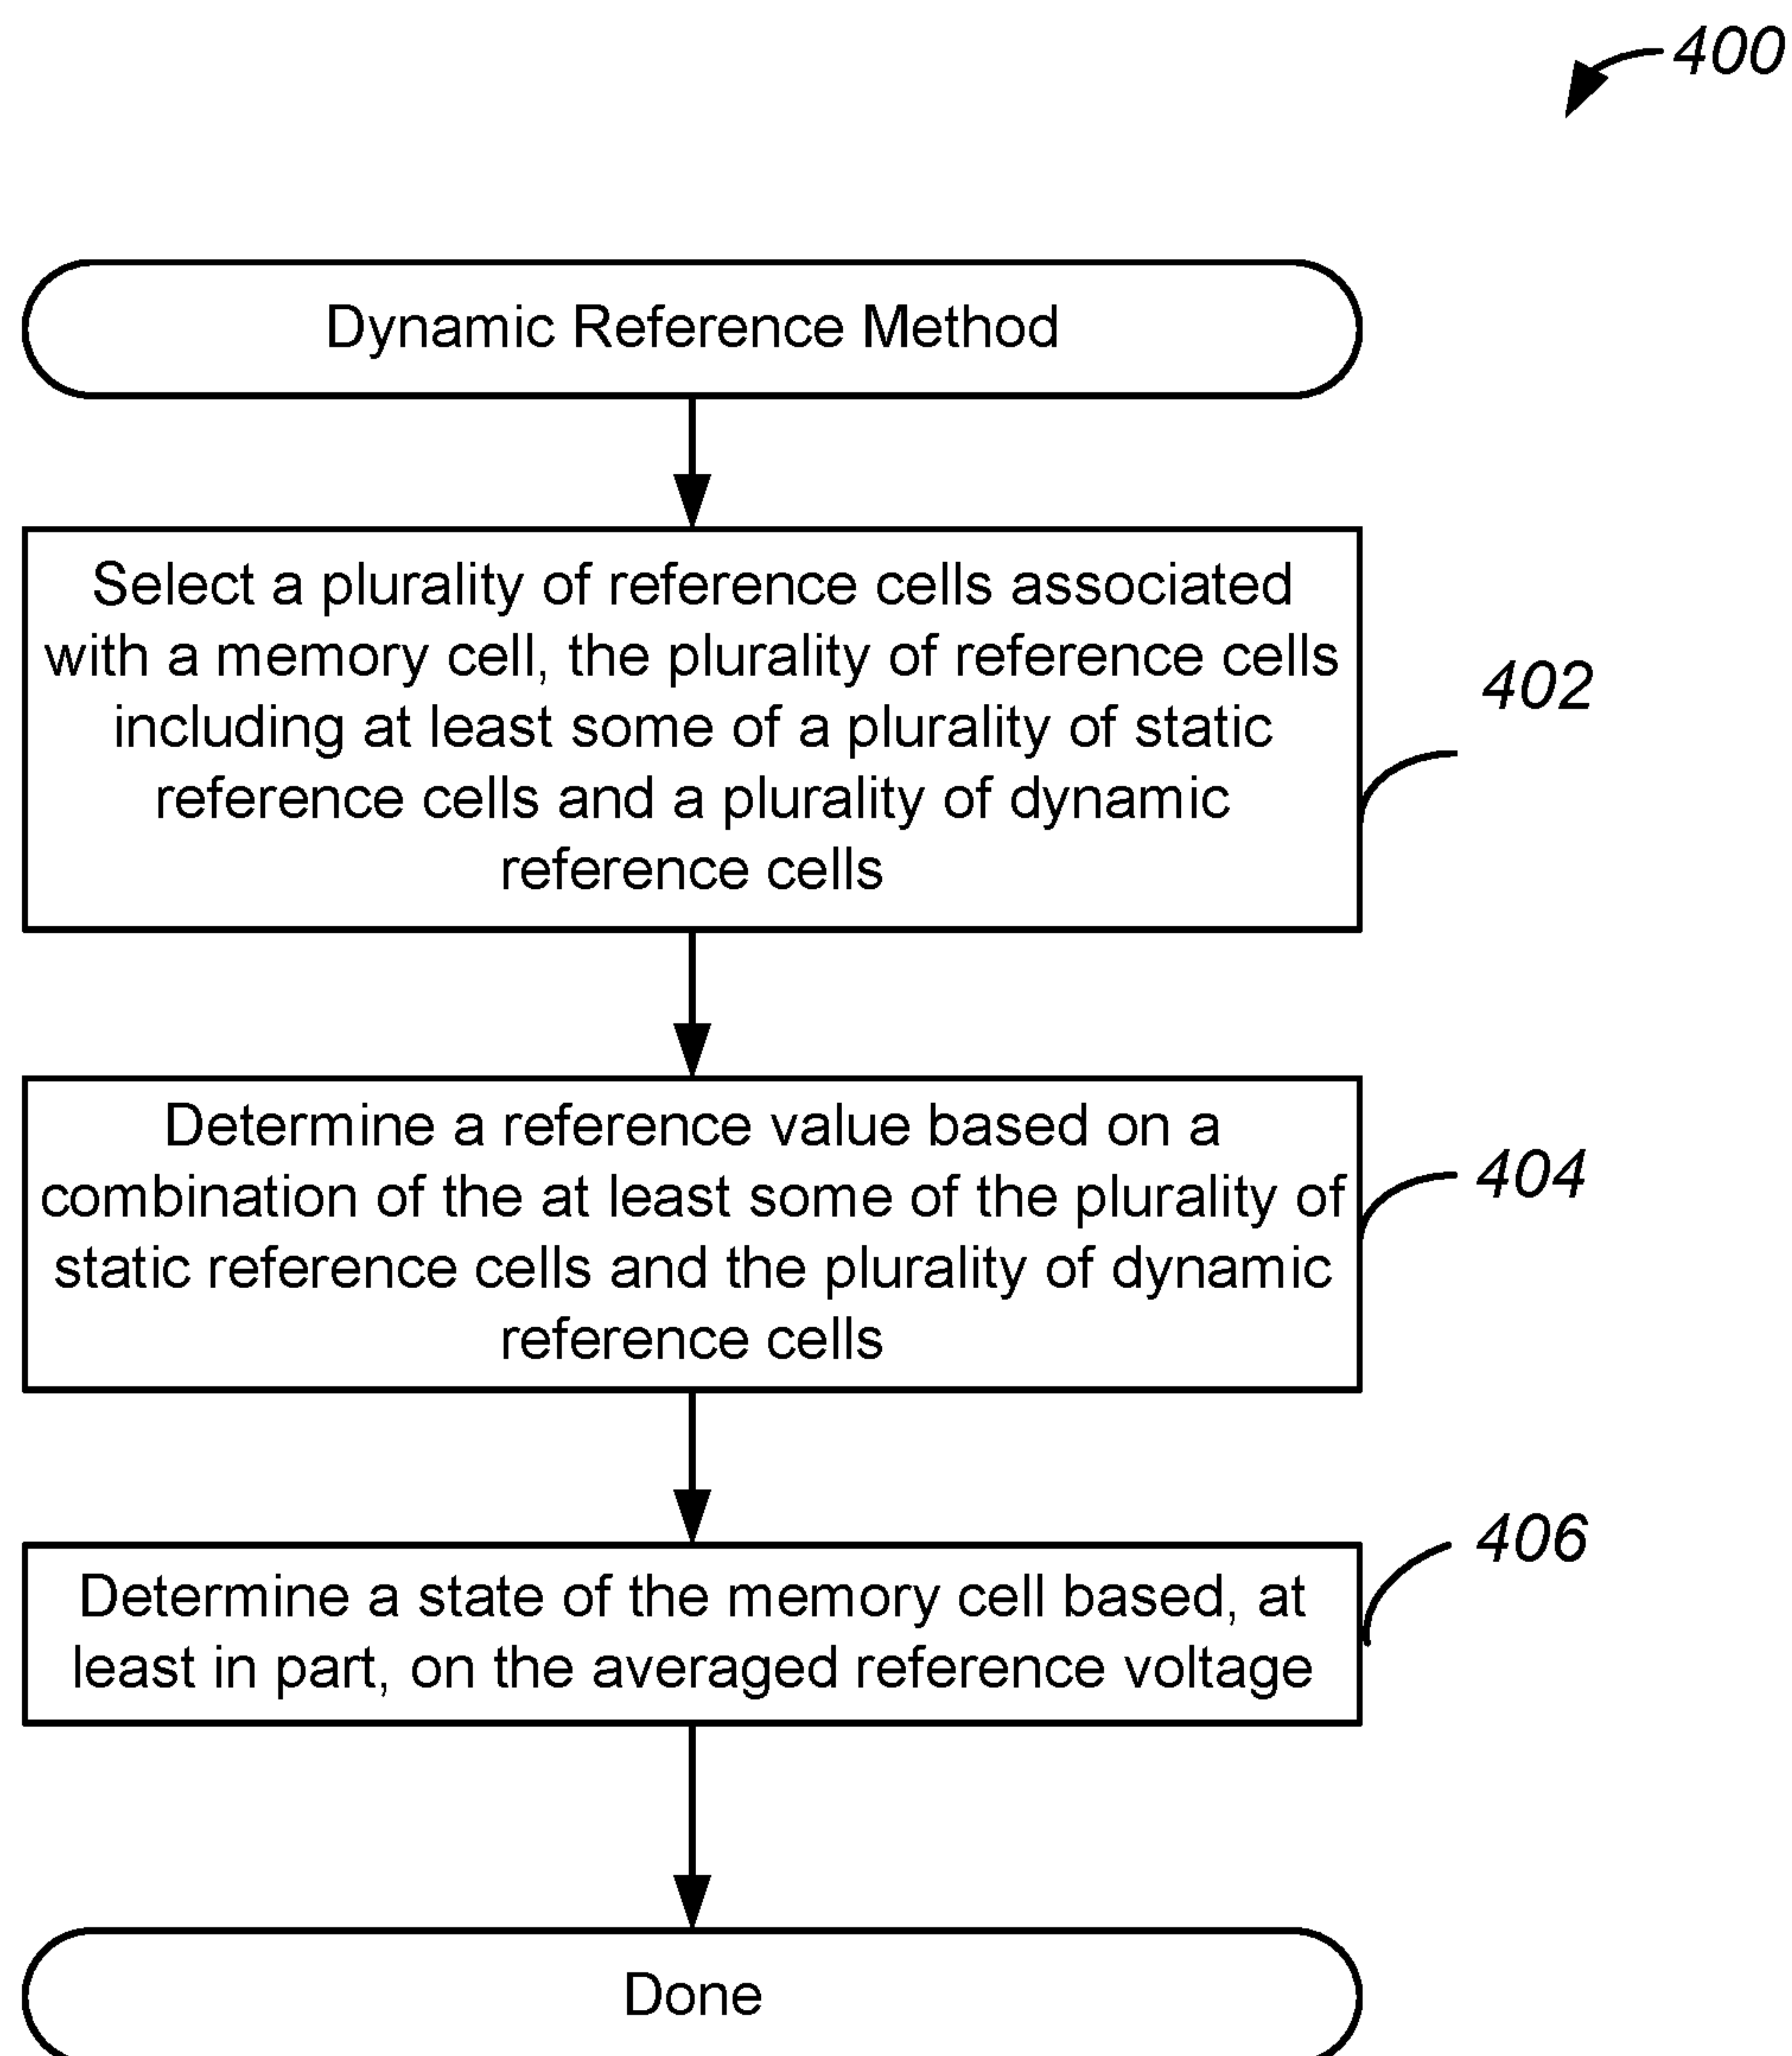 400
Dynamic Reference Method
Select a plurality of reference cells associated
with a memory cell, the plurality of reference cells
including at least some of a plurality of static
reference cells and a plurality of dynamic
reference cells
402
Determine a reference value based on a
combination of the at least some of the plurality of
static reference cells and the plurality of dynamic
reference cells
404
Determine a state of the memory cell based, at
least in part, on the averaged reference voltage
406
Done